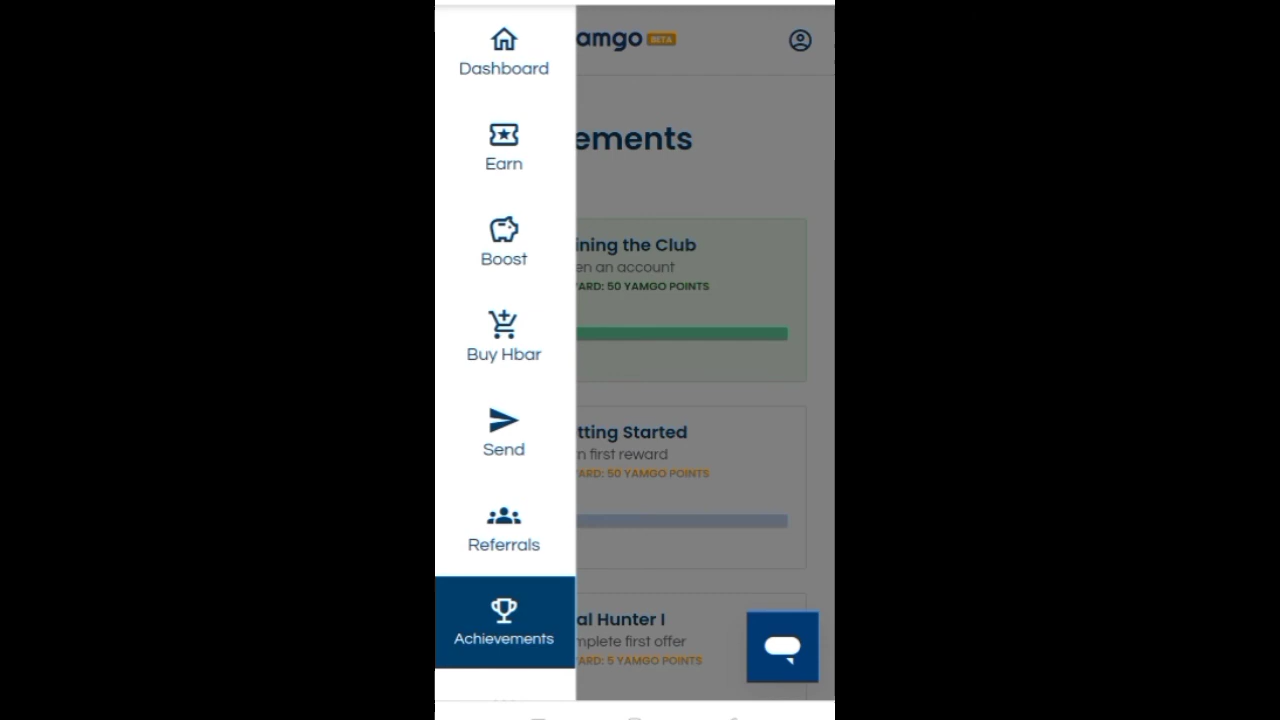 Dashboard
Earn
Boost
Buy Hbar
Send
Referrals
Achievements
amgo BETA
ements
ining the Club
en an account
ARD: 50 YAMGO POINTS
tting Started
n first reward
ARD: 50 YAMGO POINTS
al Hunter I
mplete first offer
ARD: 5 YAMGO POINTS